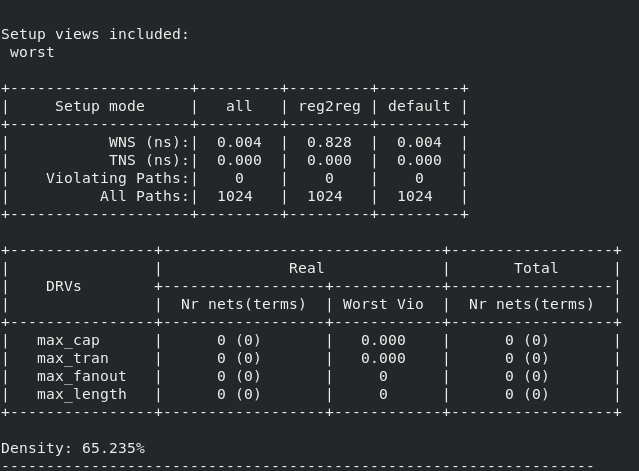 Setup views included:
 worst
+--------------------+---------+---------+---------+
|     Setup mode     |   all   | reg2reg | default |
+--------------------+---------+---------+---------+
|           WNS (ns):|  0.004  |  0.828  |  0.004  |
|           TNS (ns):|  0.000  |  0.000  |  0.000  |
|    Violating Paths:|    0    |    0    |    0    |
|          All Paths:|  1024   |  1024   |  1024   |
+--------------------+---------+---------+---------+
+----------------+-------------------------------+------------------+
|                |              Real             |       Total      |
|    DRVs        +------------------+------------+------------------|
|                |  Nr nets(terms)  | Worst Vio  |  Nr nets(terms)  |
+----------------+------------------+------------+------------------+
|   max_cap      |      0 (0)       |   0.000    |      0 (0)       |
|   max_tran     |      0 (0)       |   0.000    |      0 (0)       |
|   max_fanout   |      0 (0)       |     0      |      0 (0)       |
|   max_length   |      0 (0)       |     0      |      0 (0)       |
+----------------+------------------+------------+------------------+
Density: 65.235%
---------------------------------------------------------------------